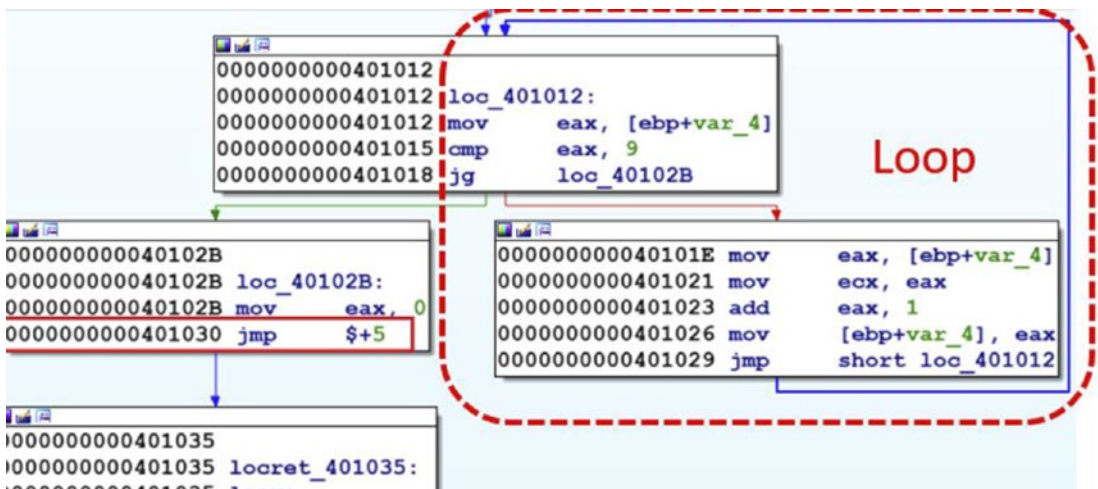 0000000000401012
0000000000401012 loc_401012:
0000000000401012 mov eax, [ebp+var_4]
0000000000401015 cmp eax, 9
0000000000401018 jg loc_40102B
Loop
000000000040102B
000000000040102B loc_40102B:
000000000040102B mov eax, 0
0000000000401030 jmp $+5
000000000040101E mov eax, [ebp+var_4]
0000000000401021 mov ecx, eax
0000000000401023 add eax, 1
0000000000401026 mov [ebp+var_4], eax
0000000000401029 jmp short loc_401012
0000000000401035
0000000000401035 locret_401035: